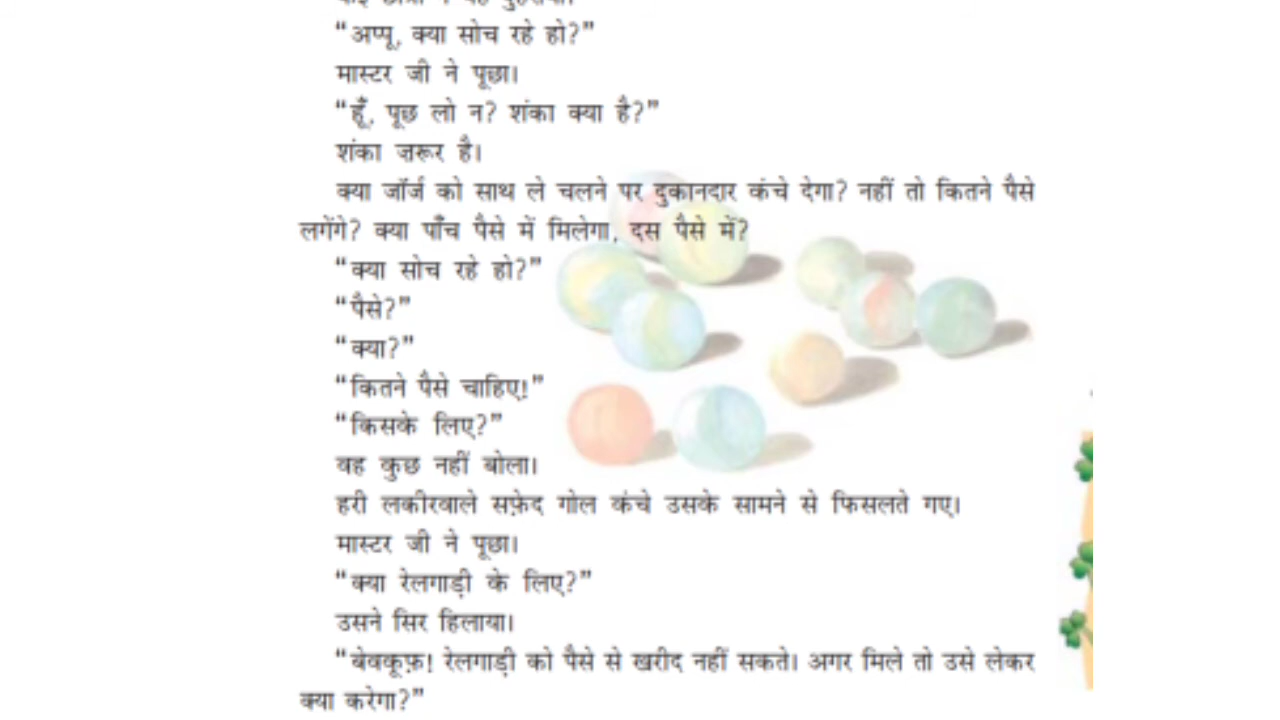 “अप्पू, क्या सोच रहे हो?”
मास्टर जी ने पूछा।
“हूँ, पूछ लो न? शंका क्या है?”
शंका ज़रूर है।
क्या जॉर्ज को साथ ले चलने पर दुकानदार कंचे देगा? नहीं तो कितने पैसे
लगेंगे? क्या पाँच पैसे में मिलेगा, दस पैसे में?
“क्या सोच रहे हो?”
“पैसे?”
“क्या?”
“कितने पैसे चाहिए!”
“किसके लिए?”
वह कुछ नहीं बोला।
हरी लकीरवाले सफ़ेद गोल कंचे उसके सामने से फिसलते गए।
मास्टर जी ने पूछा।
“क्या रेलगाड़ी के लिए?”
उसने सिर हिलाया।
“बेवकूफ़! रेलगाड़ी को पैसे से खरीद नहीं सकते। अगर मिले तो उसे लेकर
क्या करेगा?”